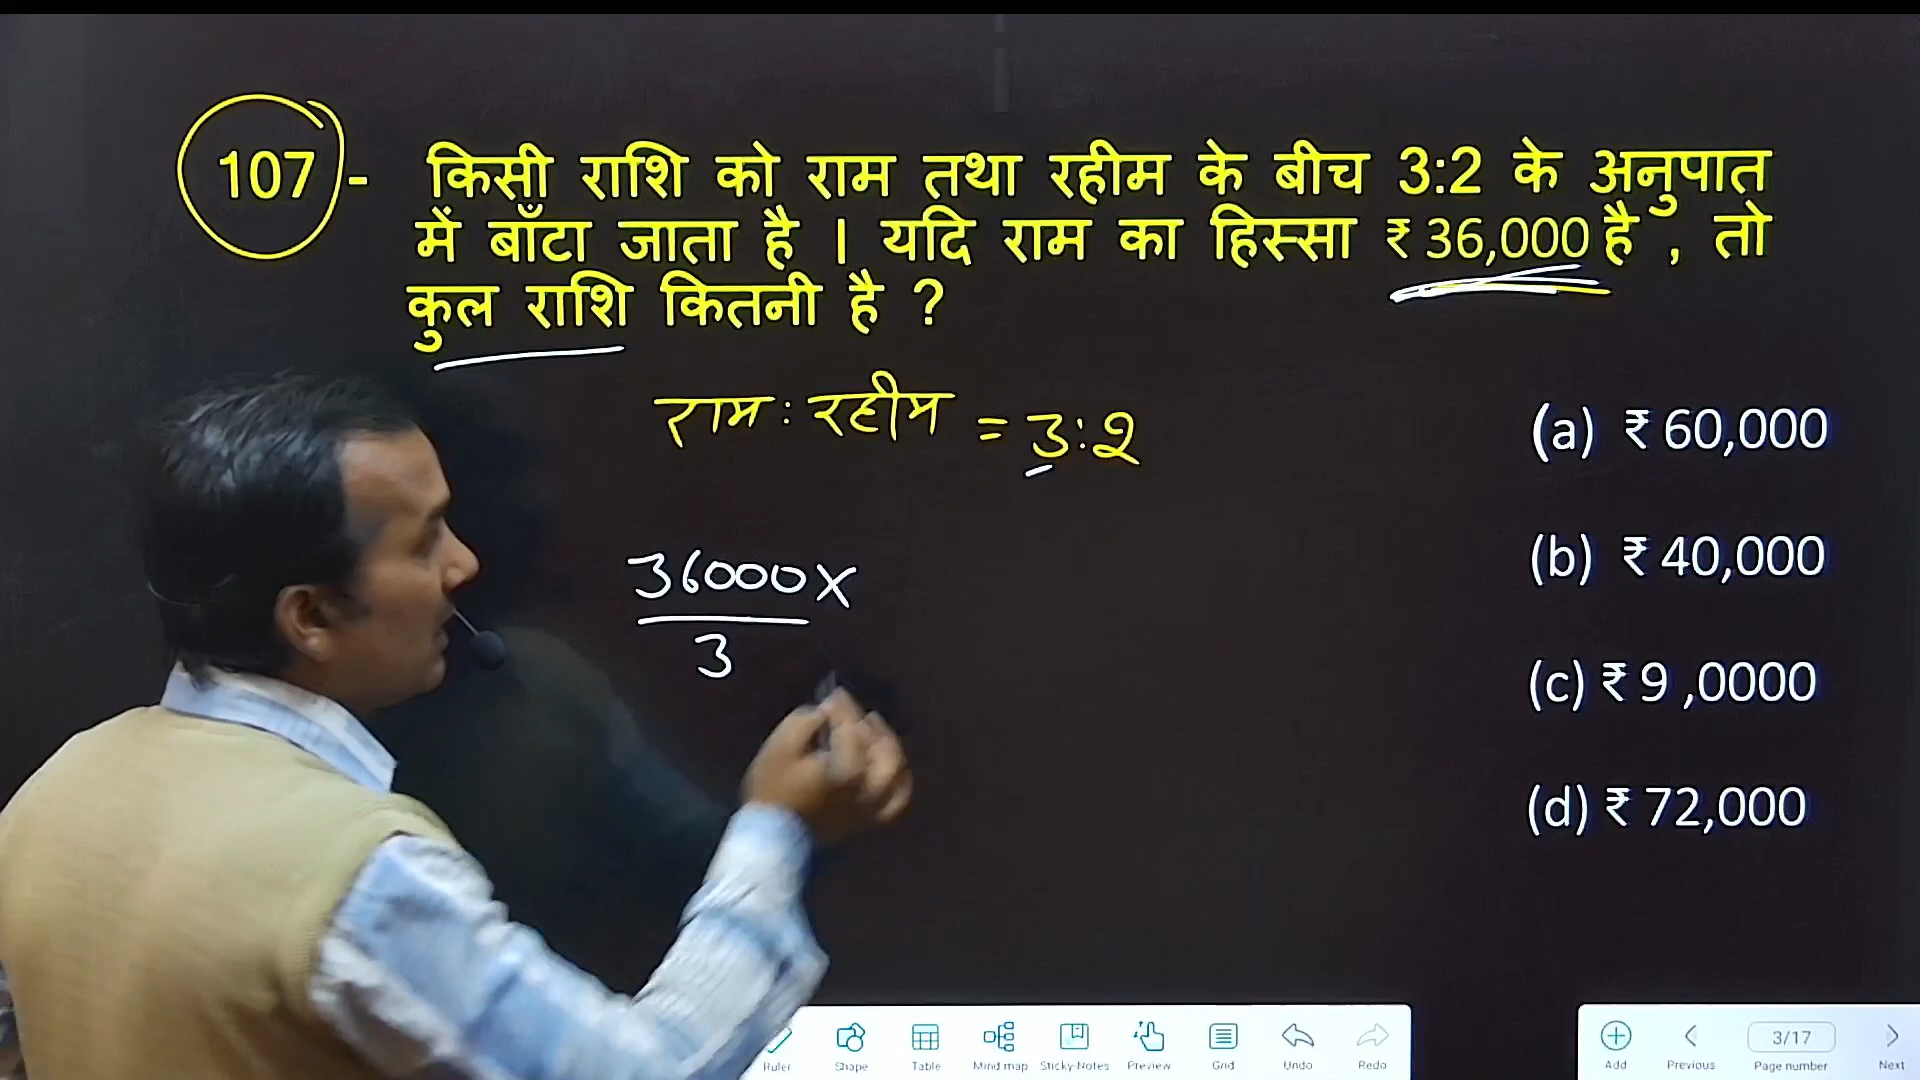 107 - किसी राशि को राम तथा रहीम के बीच 3:2 के अनुपात
में बाँटा जाता है । यदि राम का हिस्सा ₹ 36,000 है , तो
कुल राशि कितनी है ?
राम : रहीम = 3:2
36000 x
3
(a) ₹ 60,000
(b) ₹ 40,000
(c) ₹ 9 ,0000
(d) ₹ 72,000
Ruler Shape Table Mind map Sticky-Notes Preview Grid Undo Redo
3/17
Add Previous Page number Next